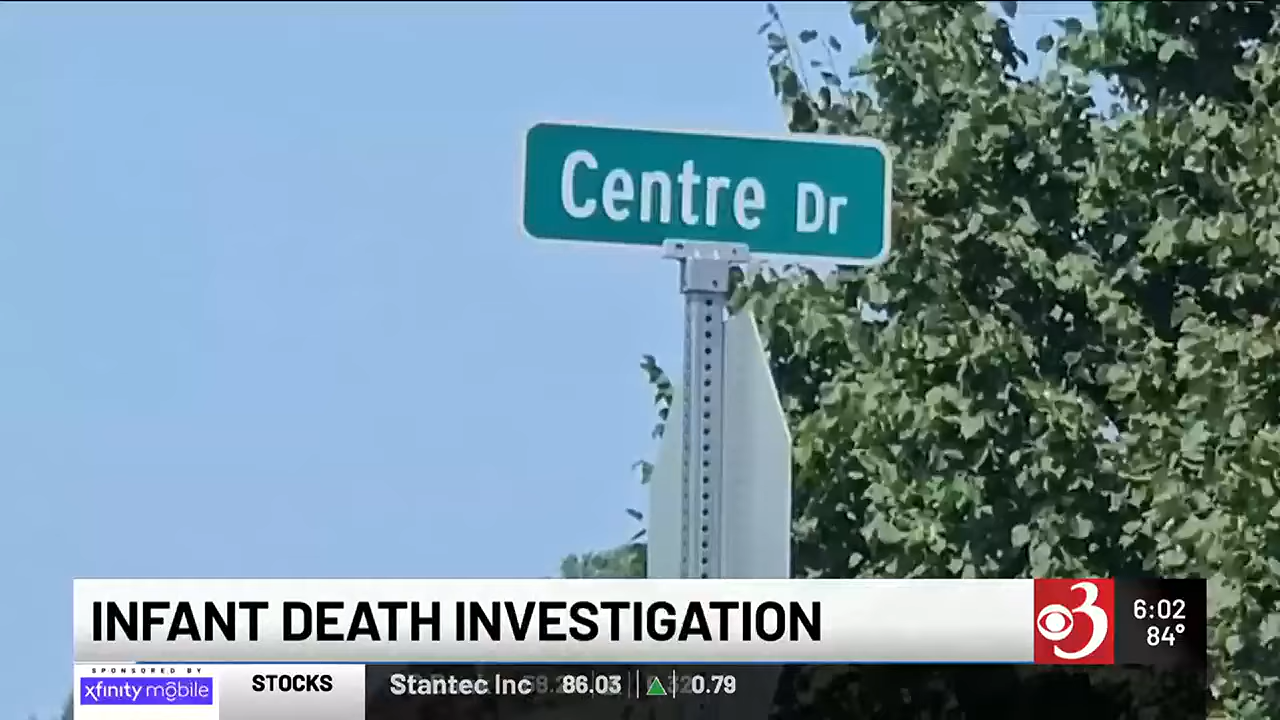 Centre Dr
INFANT DEATH INVESTIGATION
3
6:02
84°
SPONSORED BY
xfinity mobile
STOCKS
Stantec Inc 86.03 0.79